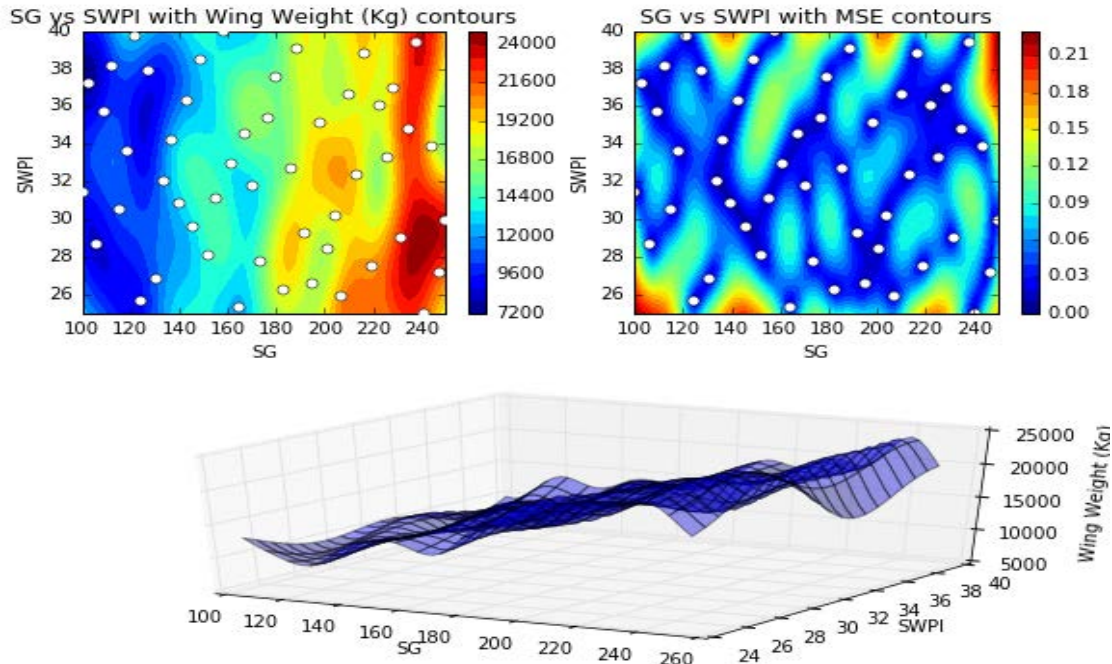 SG vs SWPI with Wing Weight (Kg) contours
40
38
36
34
32
30
28
26
SWPI
100 120 140 160 180 200 220 240
SG
24000
21600
19200
16800
14400
12000
9600
7200
SG vs SWPI with MSE contours
40
38
36
34
32
30
28
26
SWPI
100 120 140 160 180 200 220 240
SG
0.21
0.18
0.15
0.12
0.09
0.06
0.03
0.00
25000
20000
15000
10000
5000
Wing Weight (Kg)
100 120 140 160 180 200 220 240 260
SG
24 26 28 30 32 34 36 38 40
SWPI